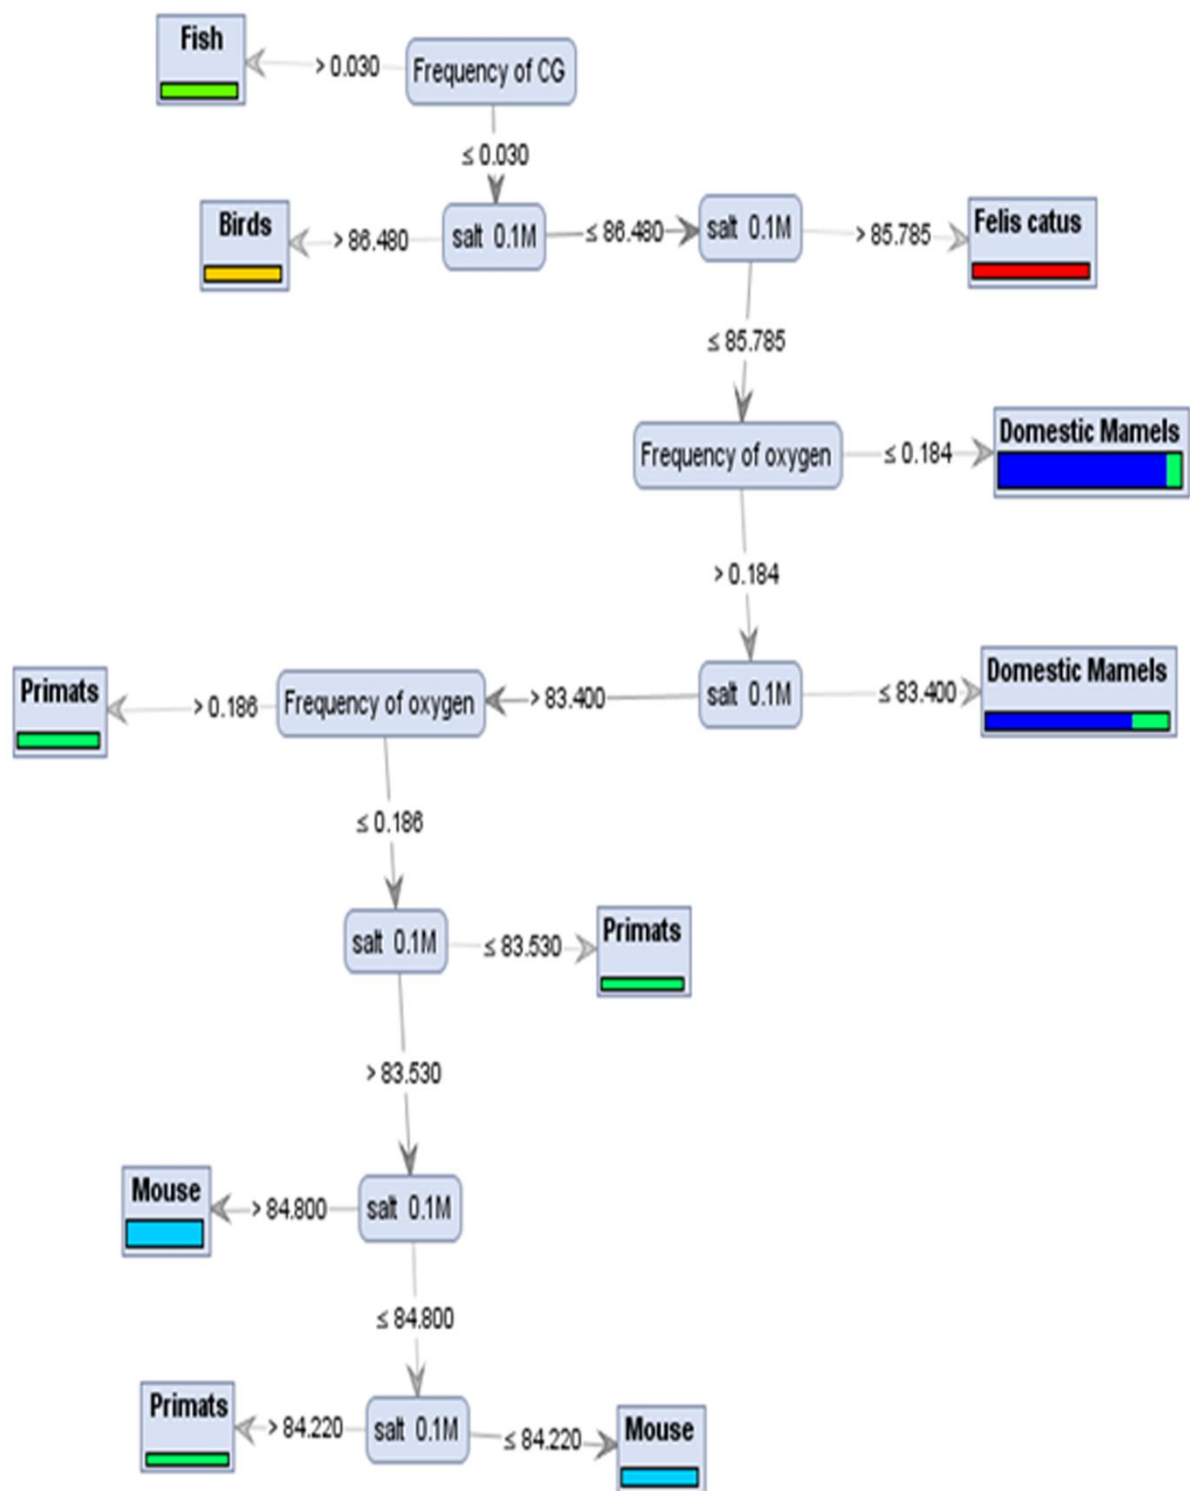 Fish
> 0.030
Frequency of CG
≤ 0.030
Birds
> 86.480
salt 0.1M
≤ 86.480
salt 0.1M
> 85.785
Felis catus
≤ 85.785
Frequency of oxygen
≤ 0.184
Domestic Mamels
> 0.184
Primats
> 0.186
Frequency of oxygen
> 83.400
salt 0.1M
≤ 83.400
Domestic Mamels
≤ 0.186
salt 0.1M
≤ 83.530
Primats
> 83.530
Mouse
> 84.800
salt 0.1M
≤ 84.800
Primats
> 84.220
salt 0.1M
≤ 84.220
Mouse